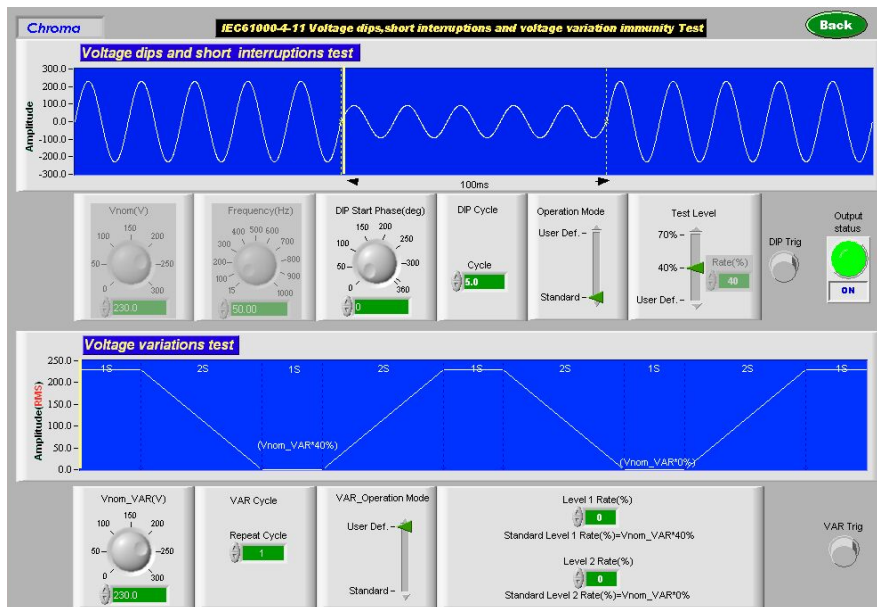 Chroma
IEC61000-4-11 Voltage dips,short interruptions and voltage variation immunity Test
Back
Voltage dips and short interruptions test
Amplitude
300.0
200.0
100.0
0.0
-100.0
-200.0
-300.0
100ms
Vnom(V)
0 50 100 150 200 250 300
230.0
Frequency(Hz)
15 100 200 300 400 500 600 700 800 900 1000
50.00
DIP Start Phase(deg)
0 50 100 150 200 250 300 360
0
DIP Cycle
Cycle
5.0
Operation Mode
User Def.
Standard
Test Level
70%
40%
User Def.
Rate(%)
40
DIP Trig
Output status
ON
Voltage variations test
Amplitude(RMS)
250.0
200.0
150.0
100.0
50.0
0.0
1S 2S 1S 2S 1S 2S 1S 2S 1S
(Vnom_VAR*40%)
(Vnom_VAR*0%)
Vnom_VAR(V)
0 50 100 150 200 250 300
230.0
VAR Cycle
Repeat Cycle
1
VAR_Operation Mode
User Def.
Standard
Level 1 Rate(%)
0
Standard Level 1 Rate(%)=Vnom_VAR*40%
Level 2 Rate(%)
0
Standard Level 2 Rate(%)=Vnom_VAR*0%
VAR Trig